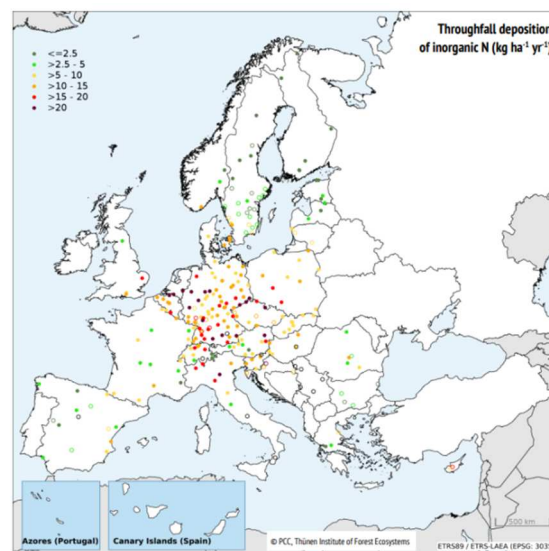 Throughfall deposition
of inorganic N (kg ha⁻¹ yr⁻¹)
<=2.5
>2.5 - 5
>5 - 10
>10 - 15
>15 - 20
>20
500 km
Azores (Portugal)
Canary Islands (Spain)
© PCC, Thünen Institute of Forest Ecosystems
ETRS89 / ETRS-LAEA (EPSG: 303